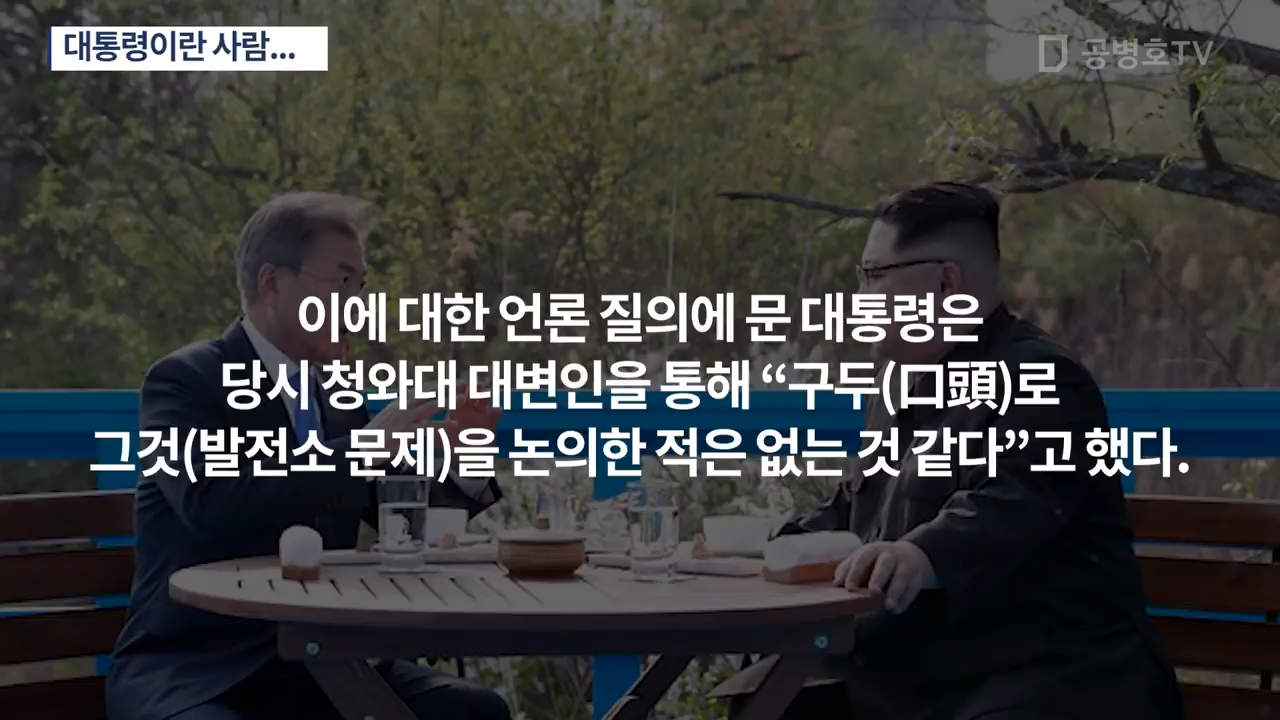 대통령이란 사람...
공병호TV
이에 대한 언론 질의에 문 대통령은
당시 청와대 대변인을 통해 “구두(口頭)로
그것(발전소 문제)을 논의한 적은 없는 것 같다”고 했다.